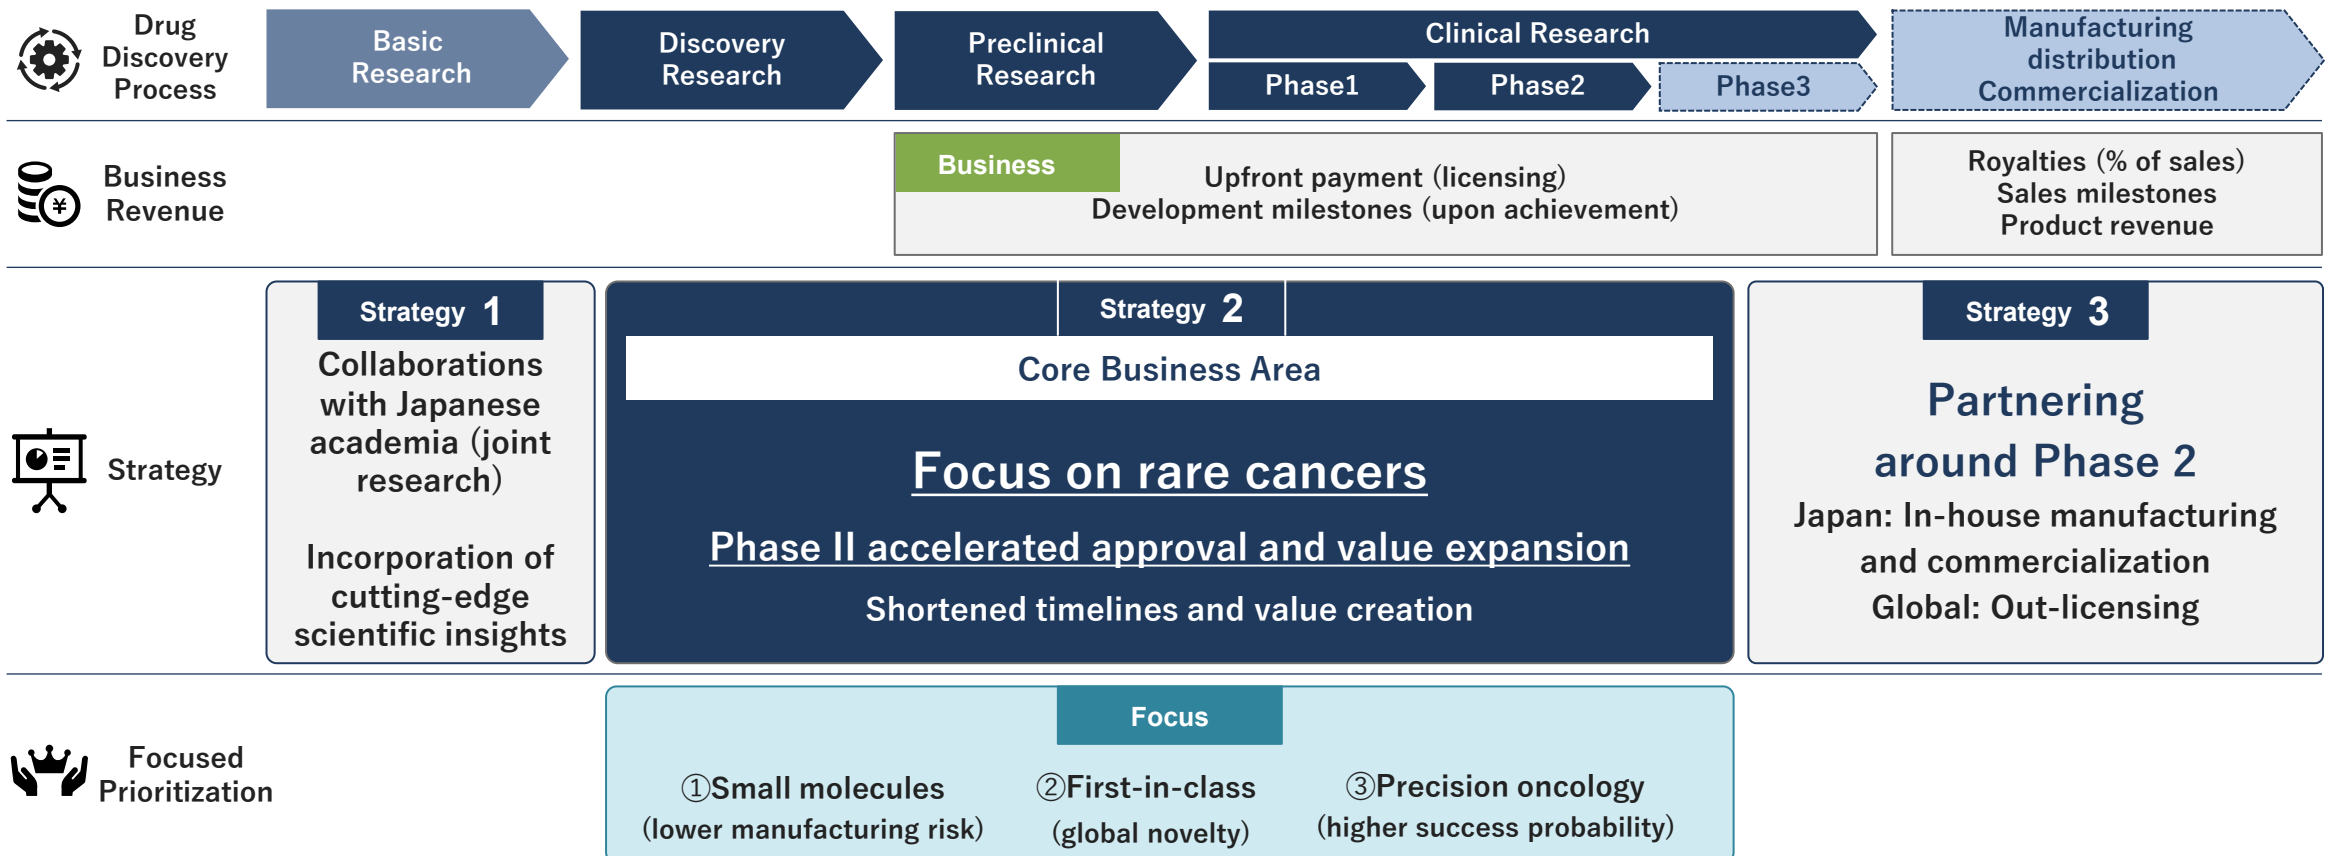 Drug
Discovery
Process
Basic
Research
Discovery
Research
Preclinical
Research
Clinical Research
Phase1
Phase2
Phase3
Manufacturing
distribution
Commercialization
Business
Revenue
¥
Business
Upfront payment (licensing)
Development milestones (upon achievement)
Royalties (% of sales)
Sales milestones
Product revenue
Strategy
Strategy 1
Collaborations
with Japanese
academia (joint
research)
Incorporation of
cutting-edge
scientific insights
Strategy 2
Core Business Area
Focus on rare cancers
Phase II accelerated approval and value expansion
Shortened timelines and value creation
Strategy 3
Partnering
around Phase 2
Japan: In-house manufacturing
and commercialization
Global: Out-licensing
Focused
Prioritization
Focus
①Small molecules
(lower manufacturing risk)
②First-in-class
(global novelty)
③Precision oncology
(higher success probability)